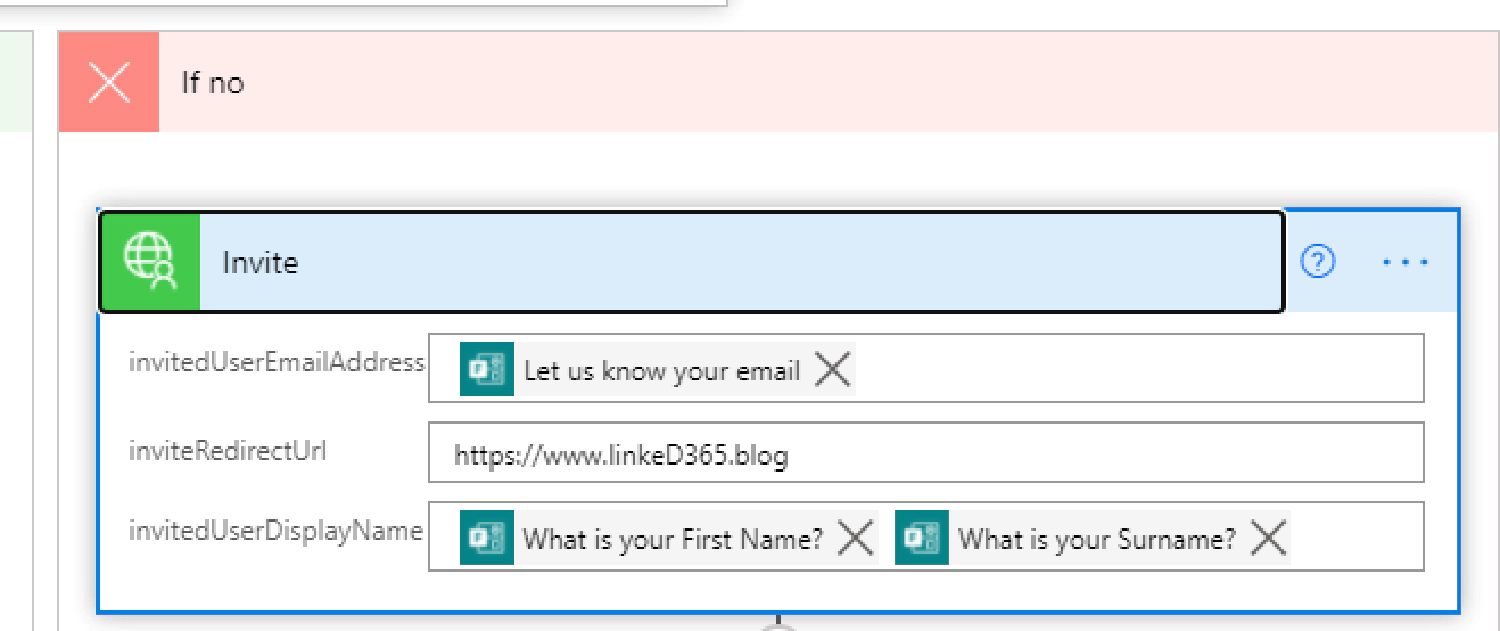 If no
Invite
?
invitedUserEmailAddress Let us know your email
inviteRedirectUrl https://www.linkeD365.blog
invitedUserDisplayName What is your First Name? What is your Surname?